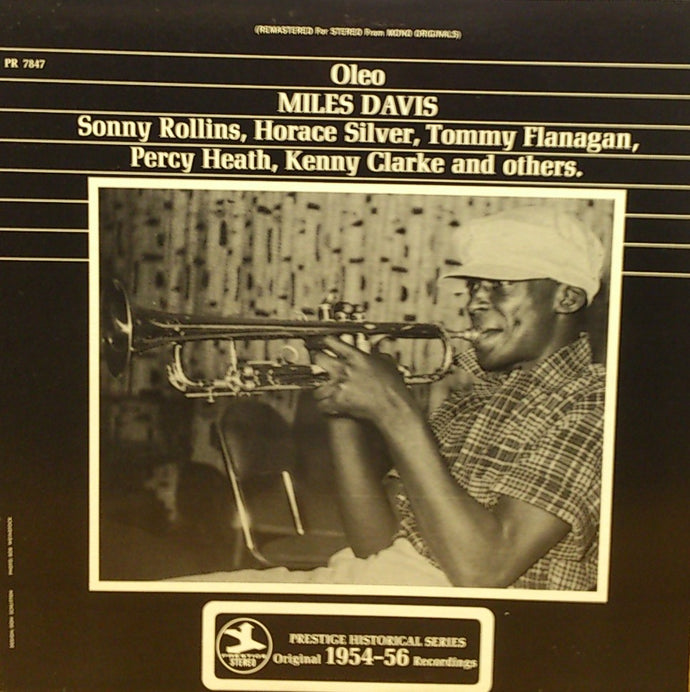 (REMASTERED For STEREO From MONO ORIGINALS)
PR 7847
Oleo
MILES DAVIS
Sonny Rollins, Horace Silver, Tommy Flanagan,
Percy Heath, Kenny Clarke and others.
PRESTIGE
STEREO
PRESTIGE HISTORICAL SERIES
Original 1954–56 Recordings